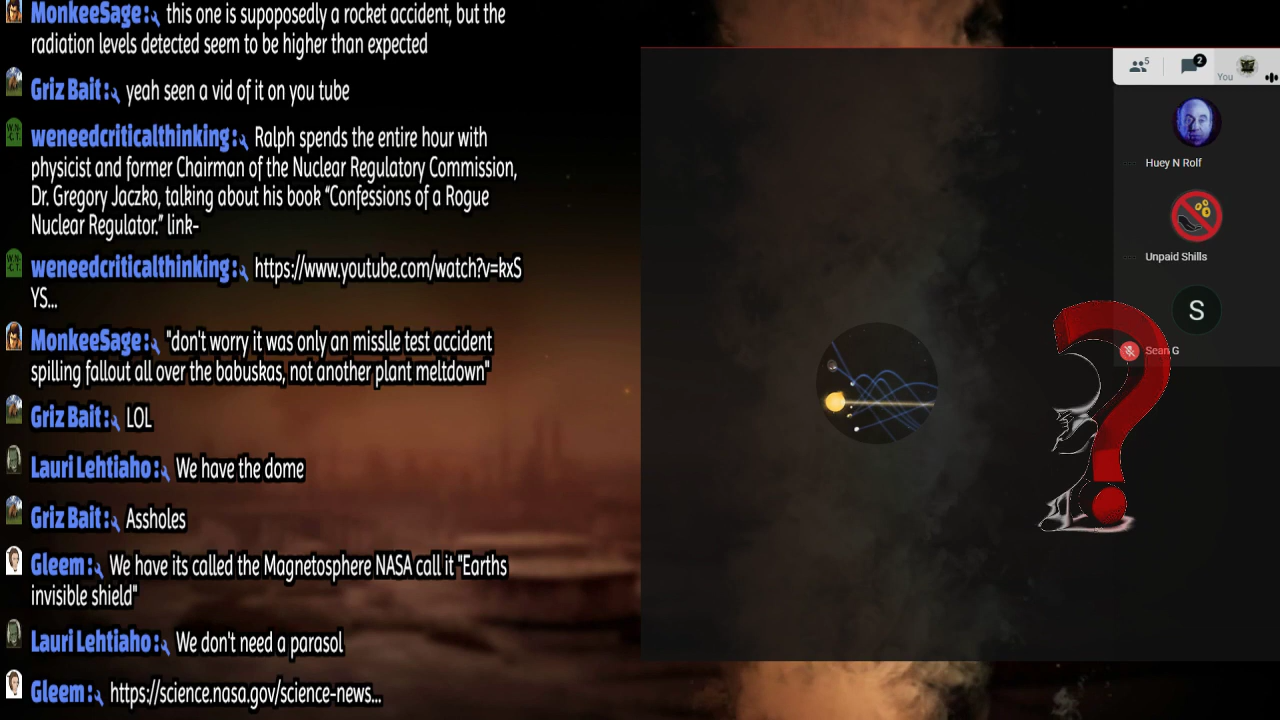 MonkeeSage: this one is supoposedly a rocket accident, but the
radiation levels detected seem to be higher than expected
Griz Bait: yeah seen a vid of it on you tube
weneedcriticalthinking: Ralph spends the entire hour with
physicist and former Chairman of the Nuclear Regulatory Commission,
Dr. Gregory Jaczko, talking about his book “Confessions of a Rogue
Nuclear Regulator.” link-
weneedcriticalthinking: https://www.youtube.com/watch?v=kxS
YS...
MonkeeSage: "don't worry it was only an misslle test accident
spilling fallout all over the babuskas, not another plant meltdown"
Griz Bait: LOL
Lauri Lehtiaho: We have the dome
Griz Bait: Assholes
Gleem: We have its called the Magnetosphere NASA call it "Earths
invisible shield"
Lauri Lehtiaho: We don't need a parasol
Gleem: https://science.nasa.gov/science-news...
5
2
You
Huey N Rolf
Unpaid Shills
S
Sean G
?